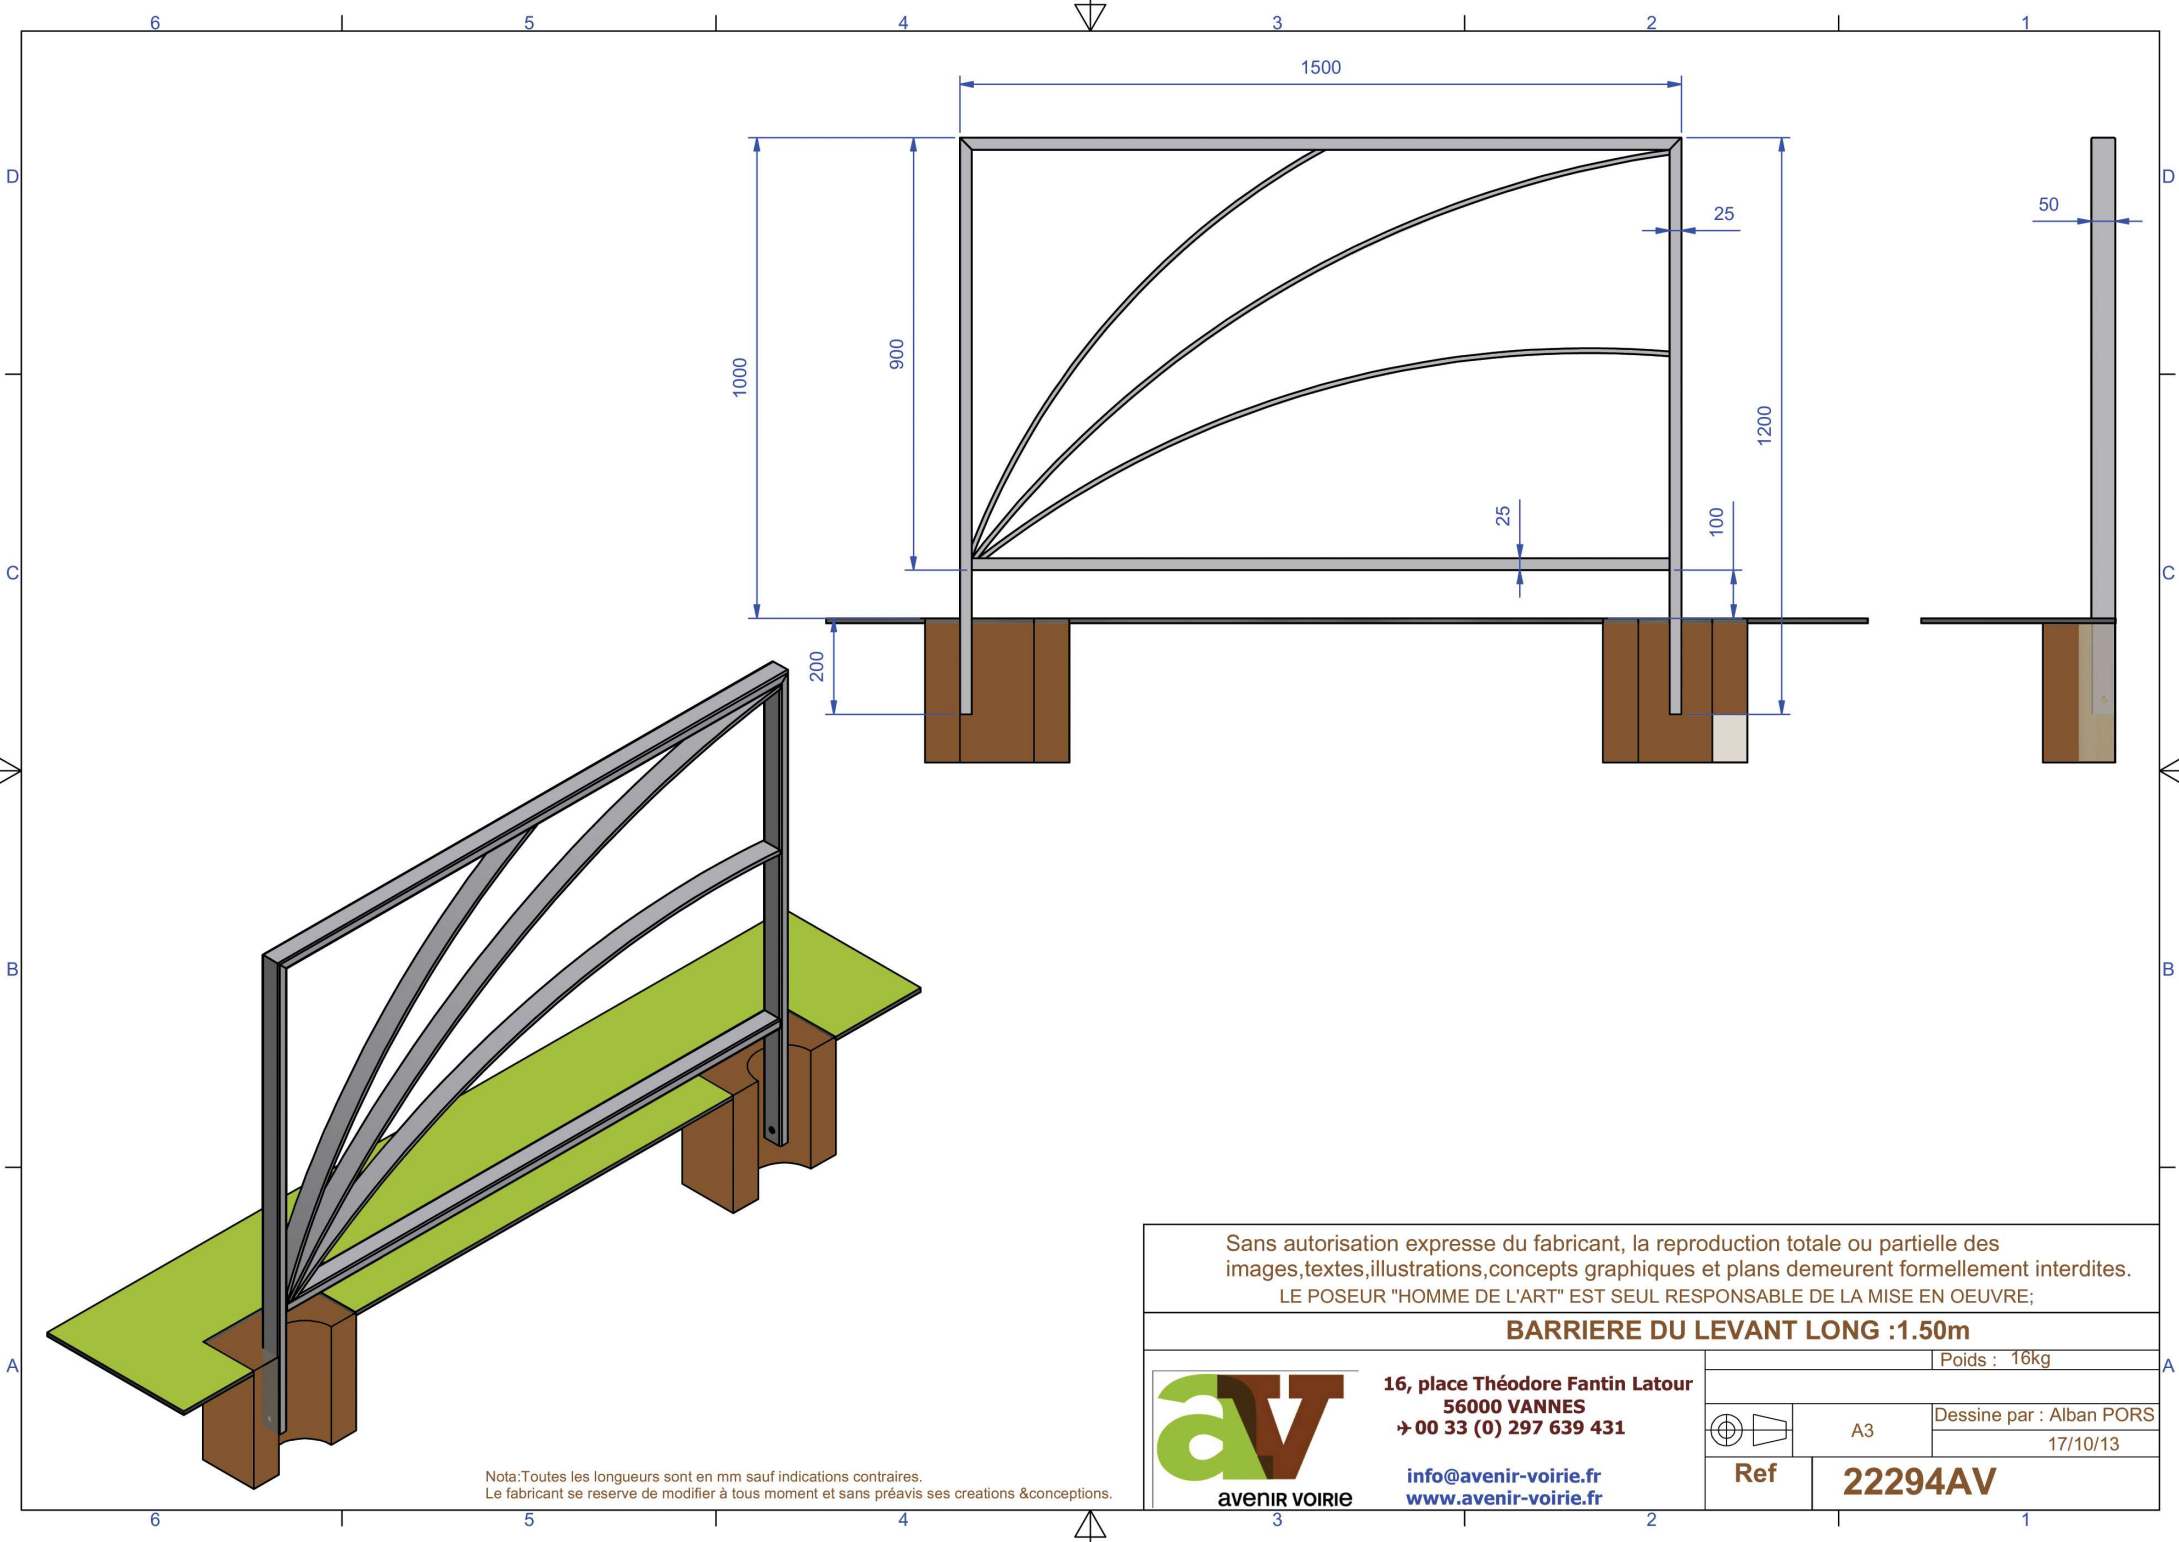 6 5 4 3 2 1
1500
D D
50
25
1000
900
1200
25
100
C C
200
B B
Sans autorisation expresse du fabricant, la reproduction totale ou partielle des
images,textes,illustrations,concepts graphiques et plans demeurent formellement interdites.
LE POSEUR "HOMME DE L'ART" EST SEUL RESPONSABLE DE LA MISE EN OEUVRE;
BARRIERE DU LEVANT LONG :1.50m
A A
Poids : 16kg
av
AVENIR VOIRIE
16, place Théodore Fantin Latour
56000 VANNES
✈00 33 (0) 297 639 431
info@avenir-voirie.fr
www.avenir-voirie.fr
A3
Dessine par : Alban PORS
17/10/13
Ref 22294AV
Nota:Toutes les longueurs sont en mm sauf indications contraires.
Le fabricant se reserve de modifier à tous moment et sans préavis ses creations &conceptions.
6 5 4 3 2 1